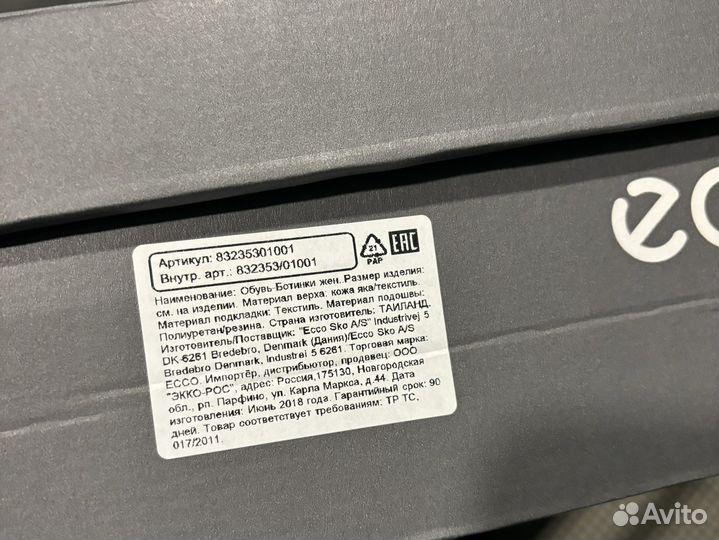 ec
Артикул: 83235301001
Внутр. арт.: 832353/01001
21
PAP
EAC
Наименование: Обувь-Ботинки жен. Размер изделия:
см. на изделии. Материал верха: кожа яка/текстиль.
Материал подкладки: Текстиль. Материал подошвы:
Полиуретан/резина. Страна изготовитель: ТАИЛАНД.
Изготовитель/Поставщик: "Ecco Sko A/S" Industrivej 5
DK-6261 Bredebro, Denmark (Дания)/Ecco Sko A/S
Bredebro Denmark, Industrei 5 6261. Торговая марка:
ECCO. Импортёр, дистрибьютор, продавец: ООО
"ЭККО-РОС", адрес: Россия,175130, Новгородская
обл., рп. Парфино, ул. Карла Маркса, д.44. Дата
изготовления: Июнь 2018 года. Гарантийный срок: 90
дней. Товар соответствует требованиям: ТР ТС,
017/2011.
Avito